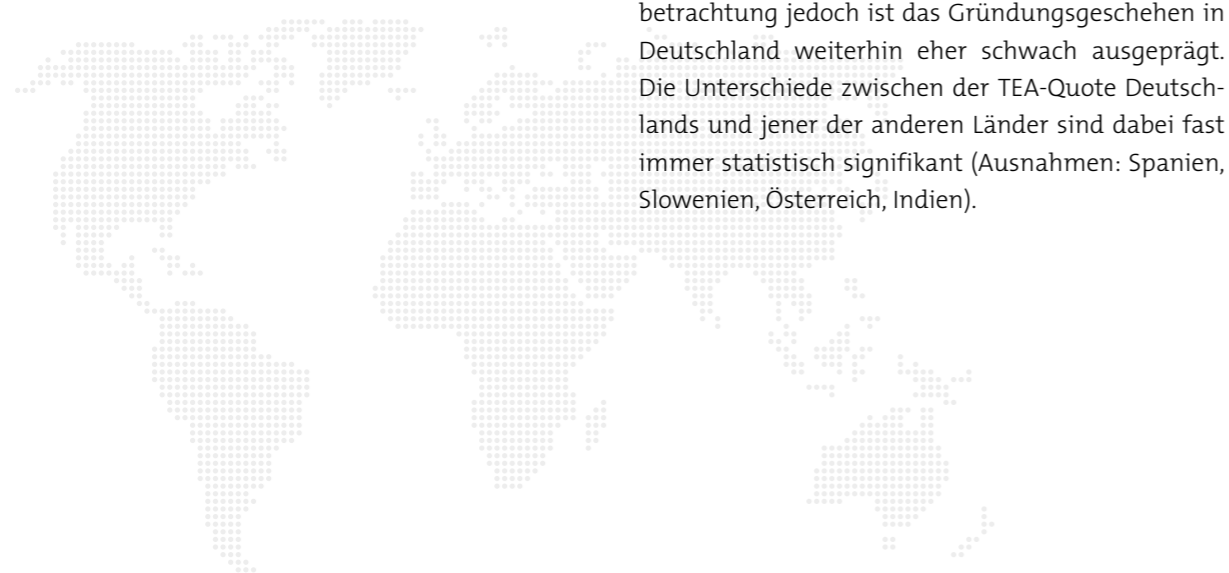 betrachtung jedoch ist das Gründungsgeschehen in
Deutschland weiterhin eher schwach ausgeprägt.
Die Unterschiede zwischen der TEA-Quote Deutsch-
lands und jener der anderen Länder sind dabei fast
immer statistisch signifikant (Ausnahmen: Spanien,
Slowenien, Österreich, Indien).